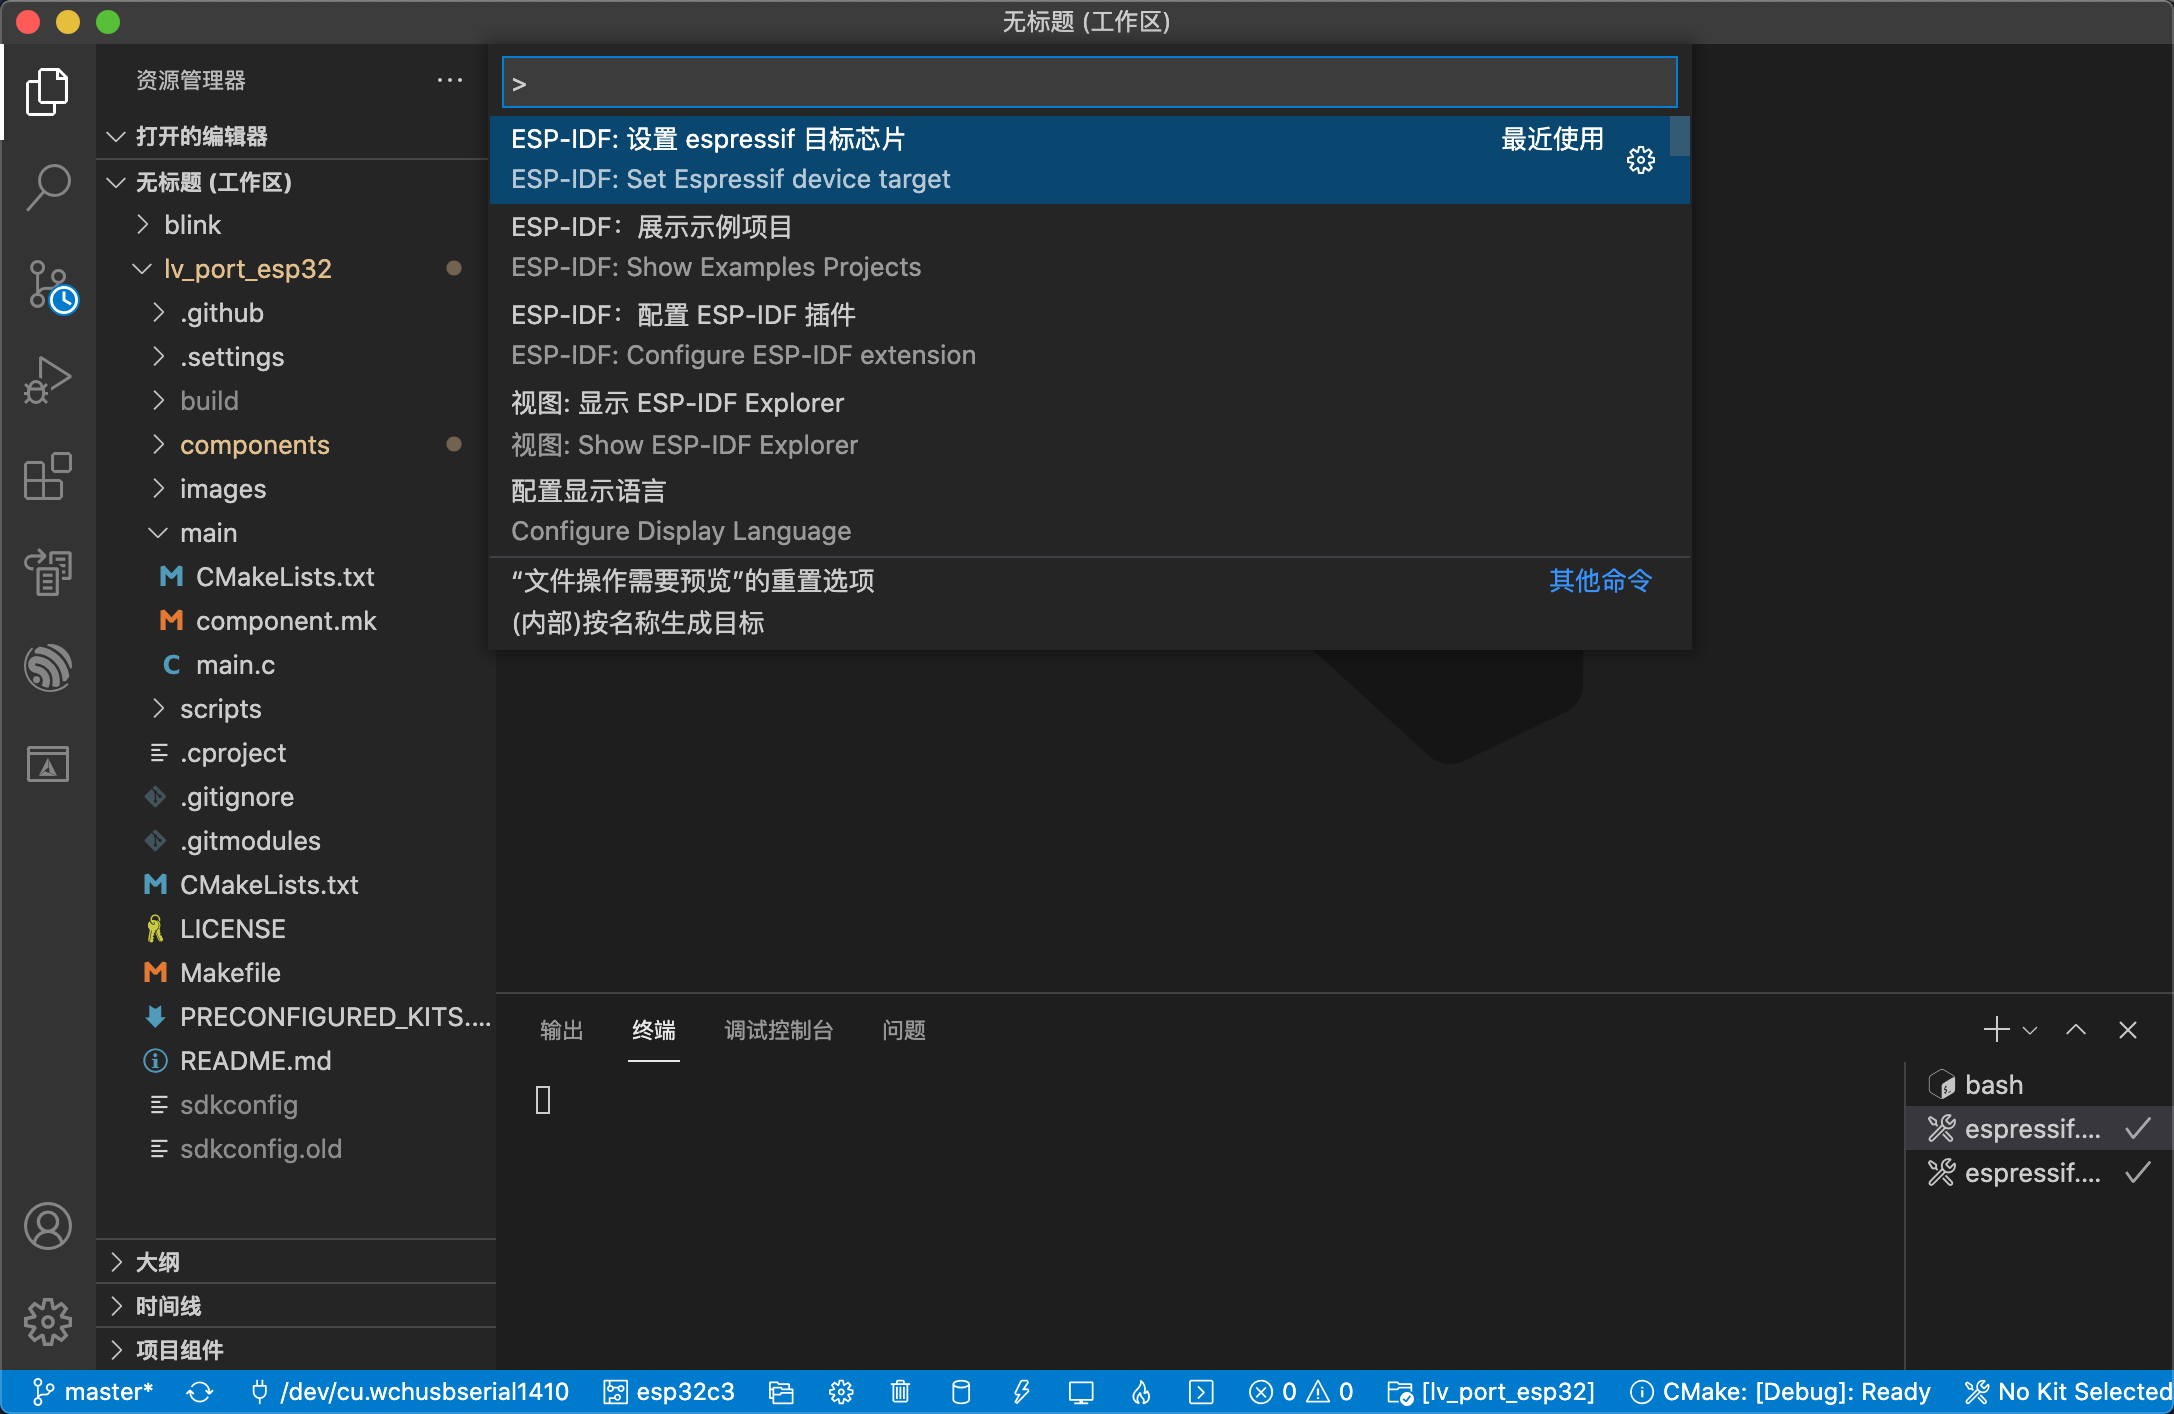 无标题 (工作区)
资源管理器
打开的编辑器
无标题 (工作区)
blink
lv_port_esp32
.github
.settings
build
components
images
main
CMakeLists.txt
component.mk
main.c
scripts
.cproject
.gitignore
.gitmodules
CMakeLists.txt
LICENSE
Makefile
PRECONFIGURED_KITS....
README.md
sdkconfig
sdkconfig.old
大纲
时间线
项目组件
>
ESP-IDF: 设置 espressif 目标芯片 最近使用
ESP-IDF: Set Espressif device target
ESP-IDF：展示示例项目
ESP-IDF: Show Examples Projects
ESP-IDF：配置 ESP-IDF 插件
ESP-IDF: Configure ESP-IDF extension
视图: 显示 ESP-IDF Explorer
视图: Show ESP-IDF Explorer
配置显示语言
Configure Display Language
“文件操作需要预览”的重置选项 其他命令
(内部)按名称生成目标
输出 终端 调试控制台 问题
bash
espressif....
espressif....
master* /dev/cu.wchusbserial1410 esp32c3 0 0 [lv_port_esp32] CMake: [Debug]: Ready No Kit Selected